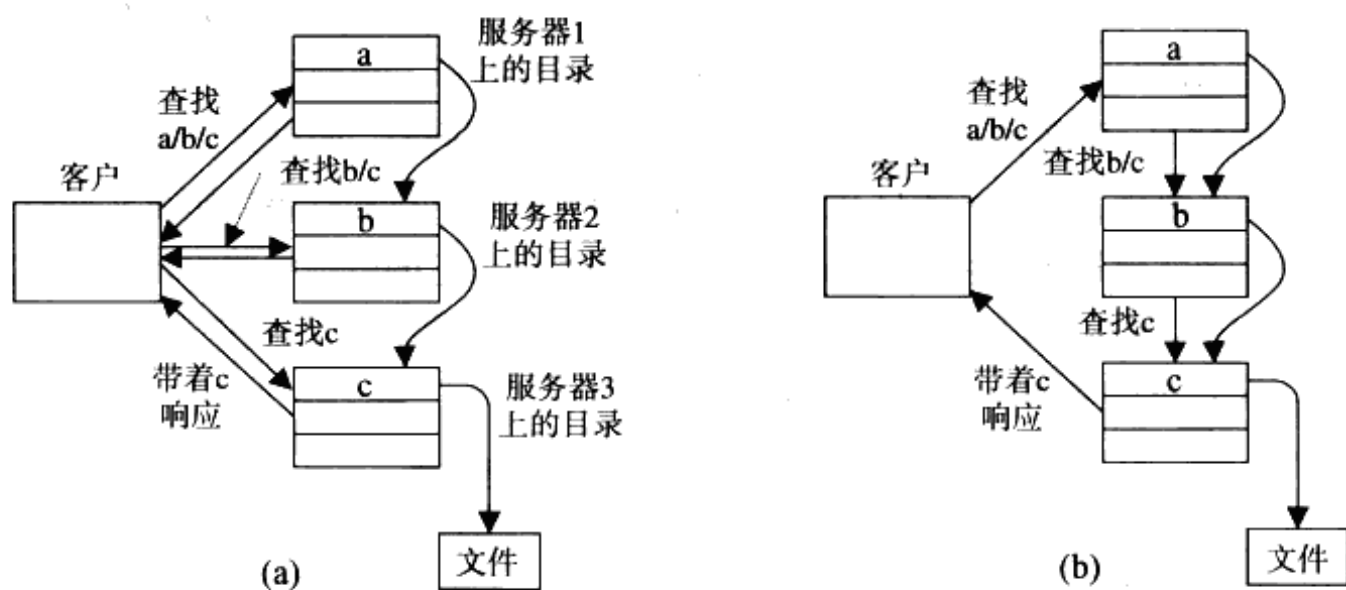 a
服务器1
上的目录
查找
a/b/c
客户
查找b/c
b
服务器2
上的目录
查找c
带着c
响应
c
服务器3
上的目录
文件
(a)
a
查找
a/b/c
客户
查找b/c
b
查找c
带着c
响应
c
文件
(b)